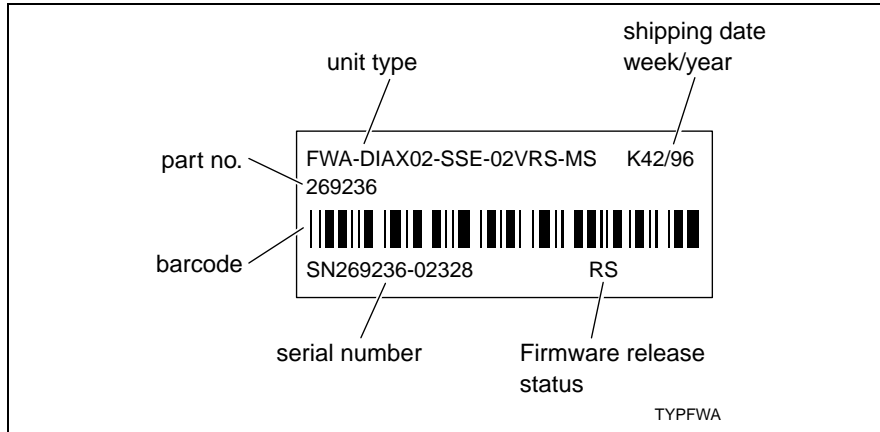 shipping date
week/year
unit type
part no.
FWA-DIAX02-SSE-02VRS-MS K42/96
269236
barcode
SN269236-02328 RS
serial number
Firmware release
status
TYPFWA